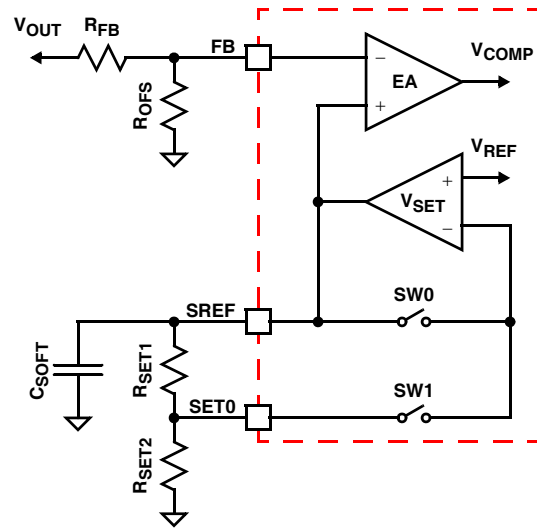 VOUT
RFB
FB
ROFS
−
+
EA
VCOMP
VREF
+
−
VSET
SREF
SW0
CSOFT
RSET1
SET0
SW1
RSET2